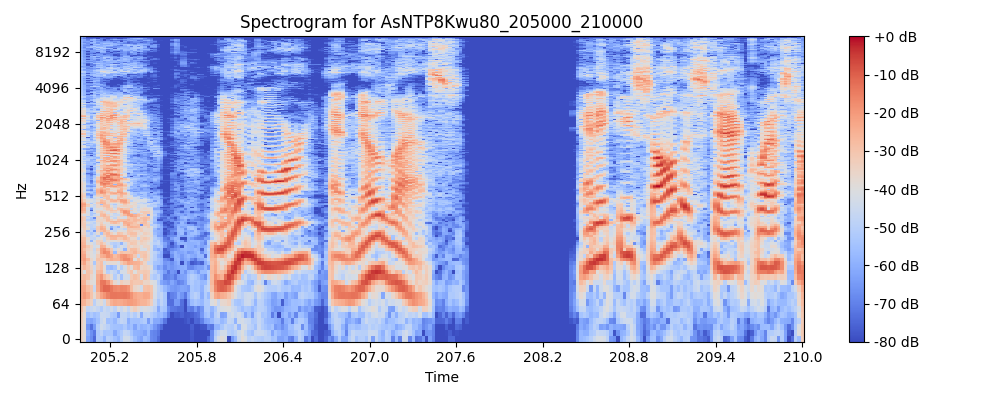 Spectrogram for AsNTP8Kwu80_205000_210000
8192
4096
2048
1024
512
256
128
64
0
Hz
205.2 205.8 206.4 207.0 207.6 208.2 208.8 209.4 210.0
Time
+0 dB
-10 dB
-20 dB
-30 dB
-40 dB
-50 dB
-60 dB
-70 dB
-80 dB